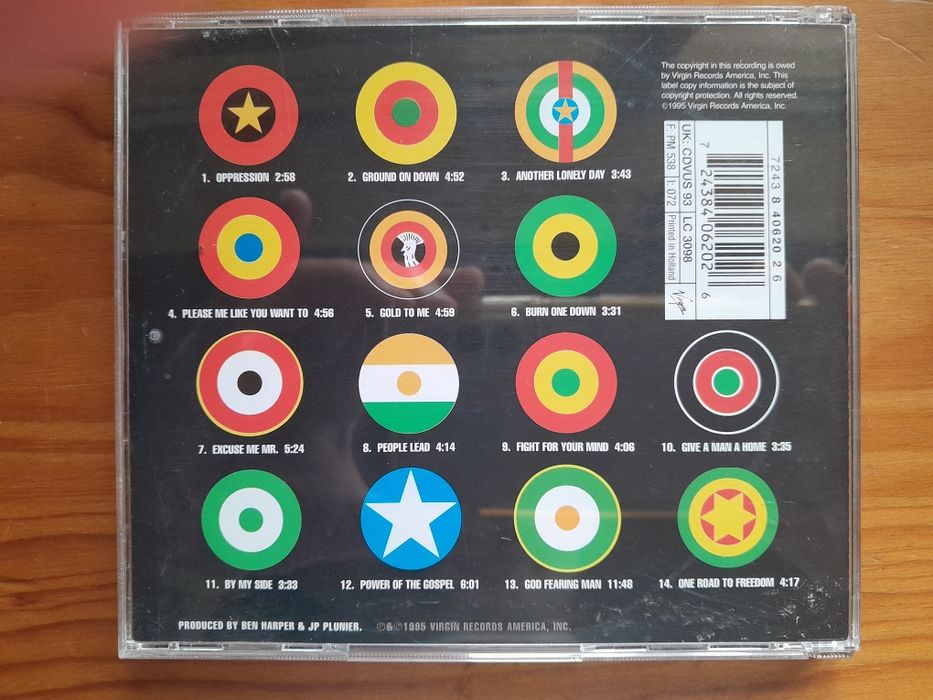 The copyright in this recording is owed
by Virgin Records America, Inc. This
label copy information is the subject of
copyright protection. All rights reserved.
©1995 Virgin Records America, Inc.
1. OPPRESSION 2:58
2. GROUND ON DOWN 4:52
3. ANOTHER LONELY DAY 3:43
UK: CDVUS 93 LC 3098
F: PM 538 I: 072 Printed in Holland
Virgin
7 24384 06202 6
7243 8 40620 2 6
4. PLEASE ME LIKE YOU WANT TO 4:56
5. GOLD TO ME 4:59
6. BURN ONE DOWN 3:31
7. EXCUSE ME MR. 5:24
8. PEOPLE LEAD 4:14
9. FIGHT FOR YOUR MIND 4:06
10. GIVE A MAN A HOME 3:35
11. BY MY SIDE 3:33
12. POWER OF THE GOSPEL 6:01
13. GOD FEARING MAN 11:48
14. ONE ROAD TO FREEDOM 4:17
PRODUCED BY BEN HARPER & JP PLUNIER. ℗&©1995 VIRGIN RECORDS AMERICA, INC.